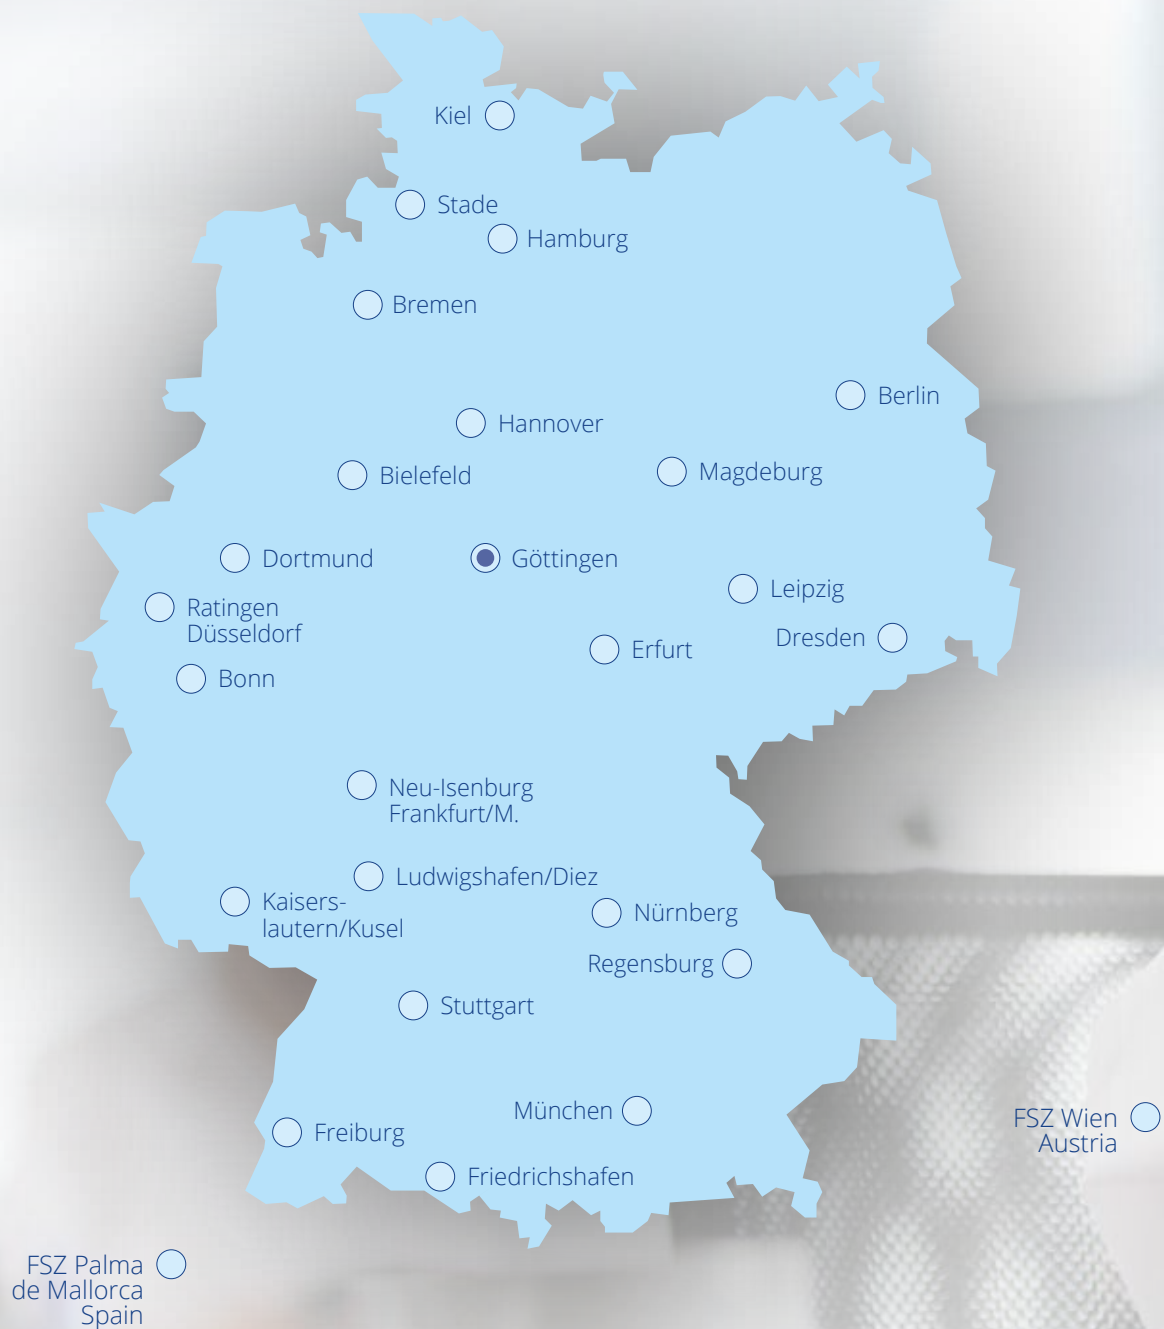 Kiel
Stade
Hamburg
Bremen
Berlin
Hannover
Magdeburg
Bielefeld
Dortmund
Göttingen
Leipzig
Ratingen
Düsseldorf
Dresden
Erfurt
Bonn
Neu-Isenburg
Frankfurt/M.
Ludwigshafen/Diez
Kaisers-
lautern/Kusel
Nürnberg
Regensburg
Stuttgart
München
FSZ Wien
Austria
Freiburg
Friedrichshafen
FSZ Palma
de Mallorca
Spain